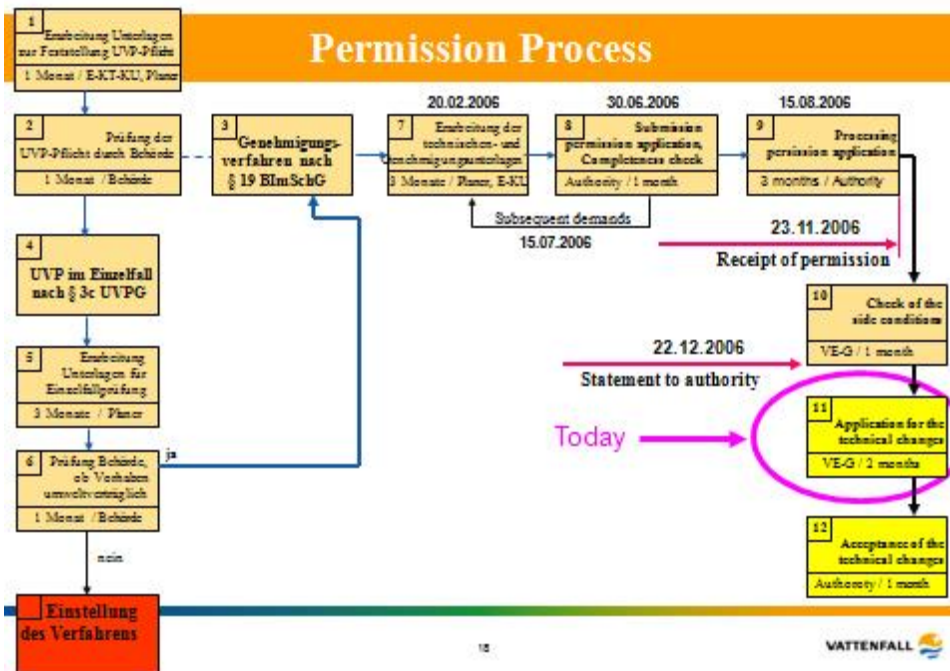 Permission Process
1
Erarbeitung Unterlagen
zur Feststellung UVP-Pflicht
1 Monat / E-KT-KU, Planer
2
Prüfung der
UVP-Pflicht durch Behörde
1 Monat / Behörde
3
Genehmigungs-
verfahren nach
§ 19 BImSchG
20.02.2006
7
Erarbeitung der
technischen- und
Genehmigungsunterlagen
3 Monate / Planer, E-KU
30.06.2006
8
Submission
permission application,
Completeness check
Authority / 1 month
15.08.2006
9
Processing
permission application
3 months / Authority
Subsequent demands
15.07.2006
23.11.2006
Receipt of permission
4
UVP im Einzelfall
nach § 3c UVPG
10
Check of the
side conditions
VE-G / 1 month
22.12.2006
Statement to authority
5
Erarbeitung
Unterlagen für
Einzelfallprüfung
3 Monate / Planer
11
Application for the
technical changes
VE-G / 2 months
Today
6
Prüfung Behörde,
ob Vorhaben
umweltverträglich
1 Monat / Behörde
ja
nein
12
Acceptance of the
technical changes
Authoroty / 1 month
Einstellung
des Verfahrens
18
VATTENFALL